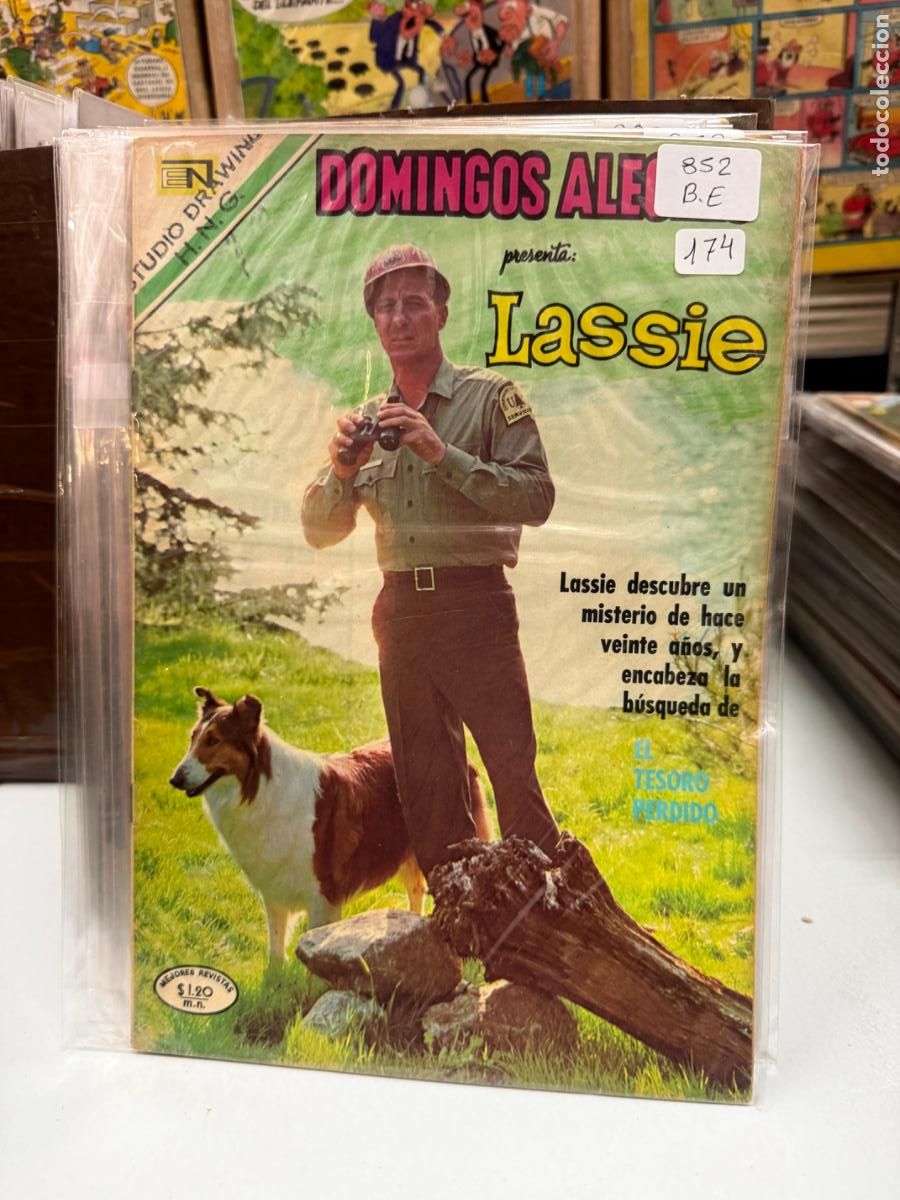 EN
STUDIO DRAWING
H.N.G.
DOMINGOS ALEG
852
B.E
174
presenta:
Lassie
SERVICIO
Lassie descubre un
misterio de hace
veinte años, y
encabeza la
búsqueda de
EL
TESORO
PERDIDO
MEJORES REVISTAS
$1.20
m.n.
todocoleccion